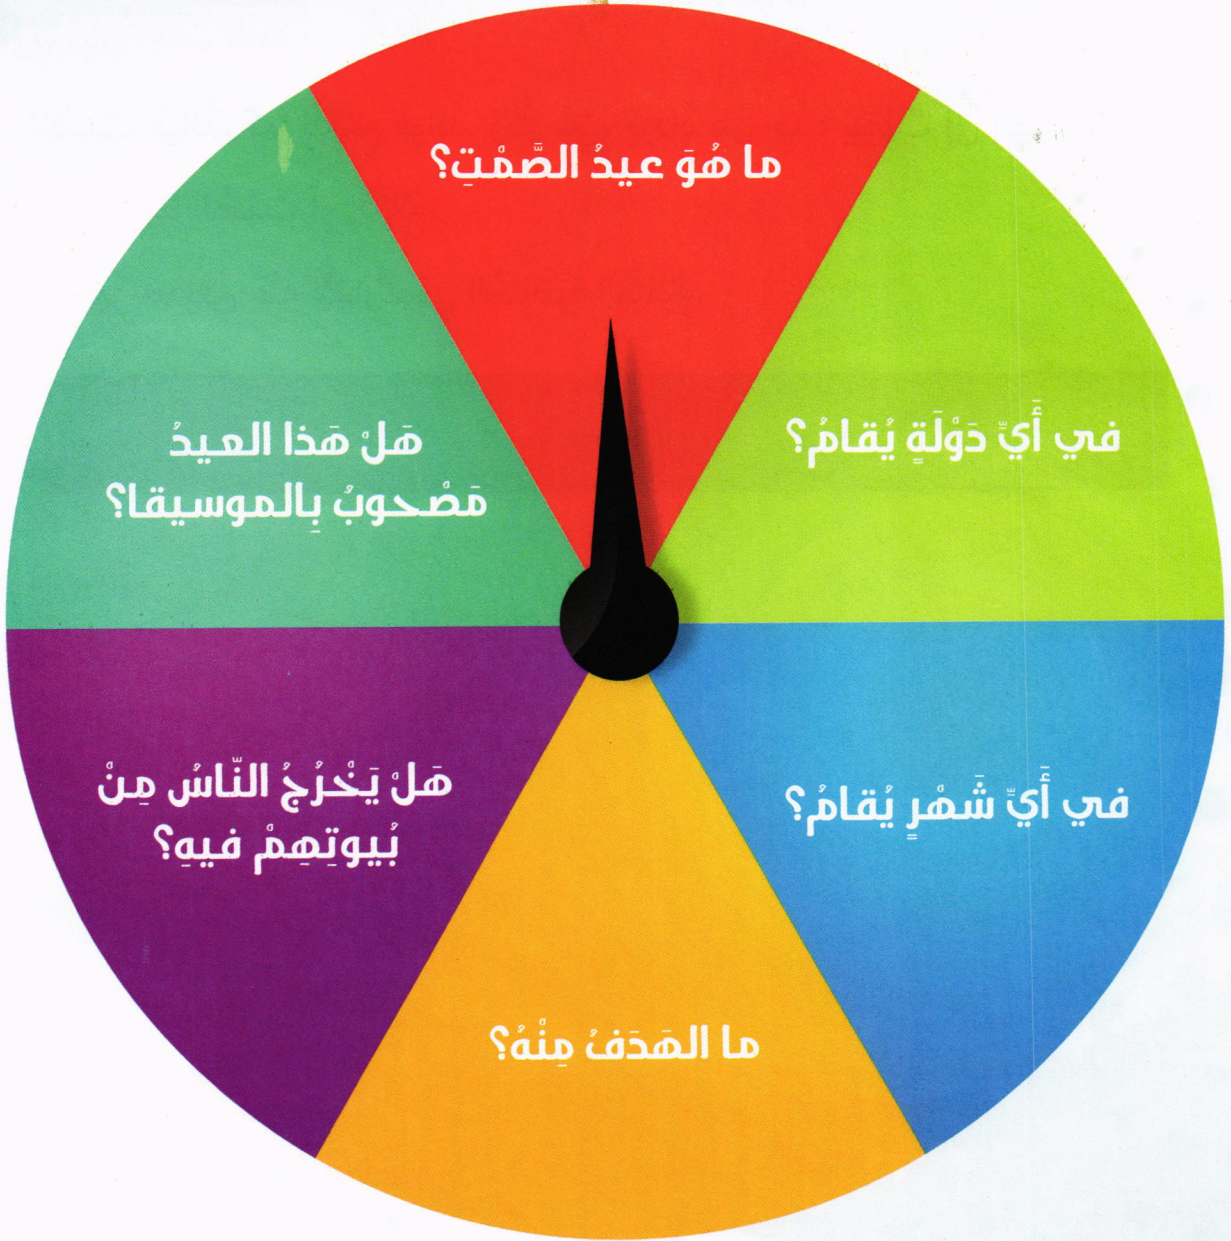 ما هُوَ عيدُ الصَّمْتِ؟
في أَيِّ دَوْلَةٍ يُقامُ؟
في أَيِّ شَهْرٍ يُقامُ؟
ما الهَدَفُ مِنْهُ؟
هَلْ يَخْرُجُ النّاسُ مِنْ
بُيوتِهِمْ فيهِ؟
هَلْ هَذا العيدُ
مَصْحوبٌ بِالموسيقا؟